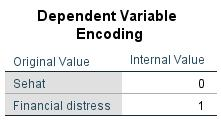 Dependent Variable
Encoding
Original Value Internal Value
Sehat 0
Financial distress 1